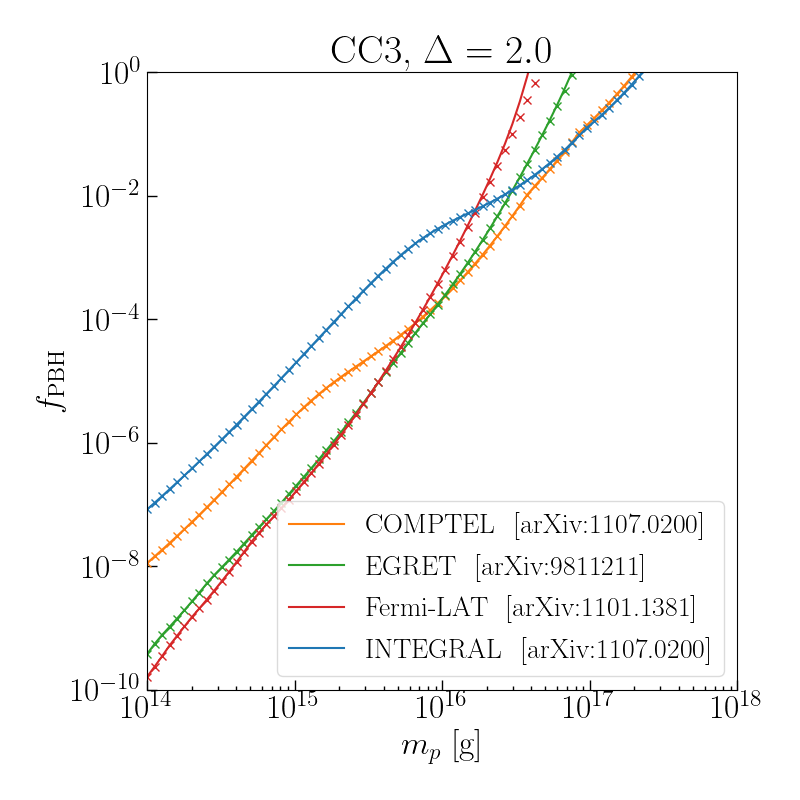 CC3, Δ = 2.0
10^0
10^−2
10^−4
10^−6
10^−8
10^−10
f_PBH
COMPTEL [arXiv:1107.0200]
EGRET [arXiv:9811211]
Fermi-LAT [arXiv:1101.1381]
INTEGRAL [arXiv:1107.0200]
10^14 10^15 10^16 10^17 10^18
m_p [g]